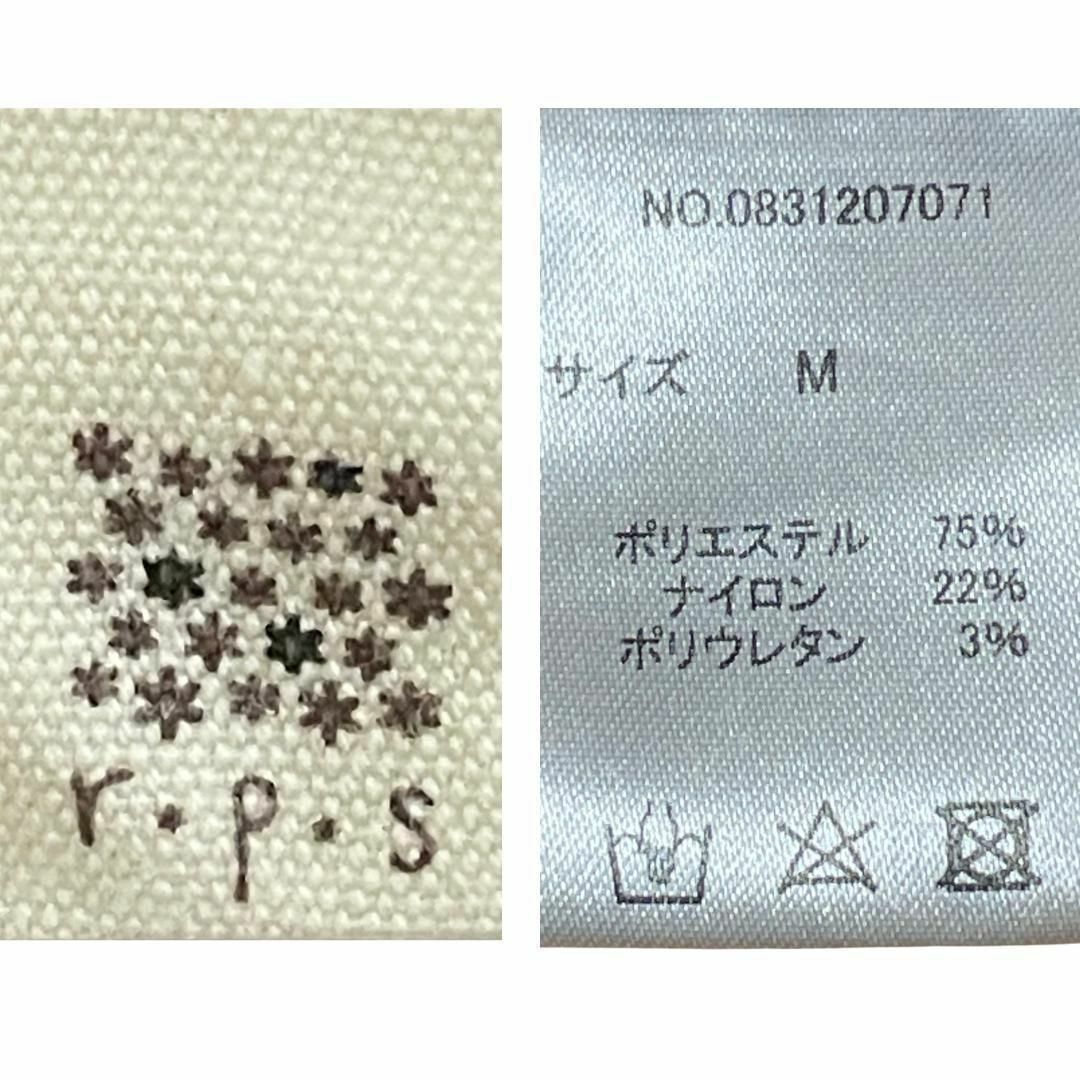 r.p.s
NO.0831207071
サイズ M
ポリエステル 75%
ナイロン 22%
ポリウレタン 3%